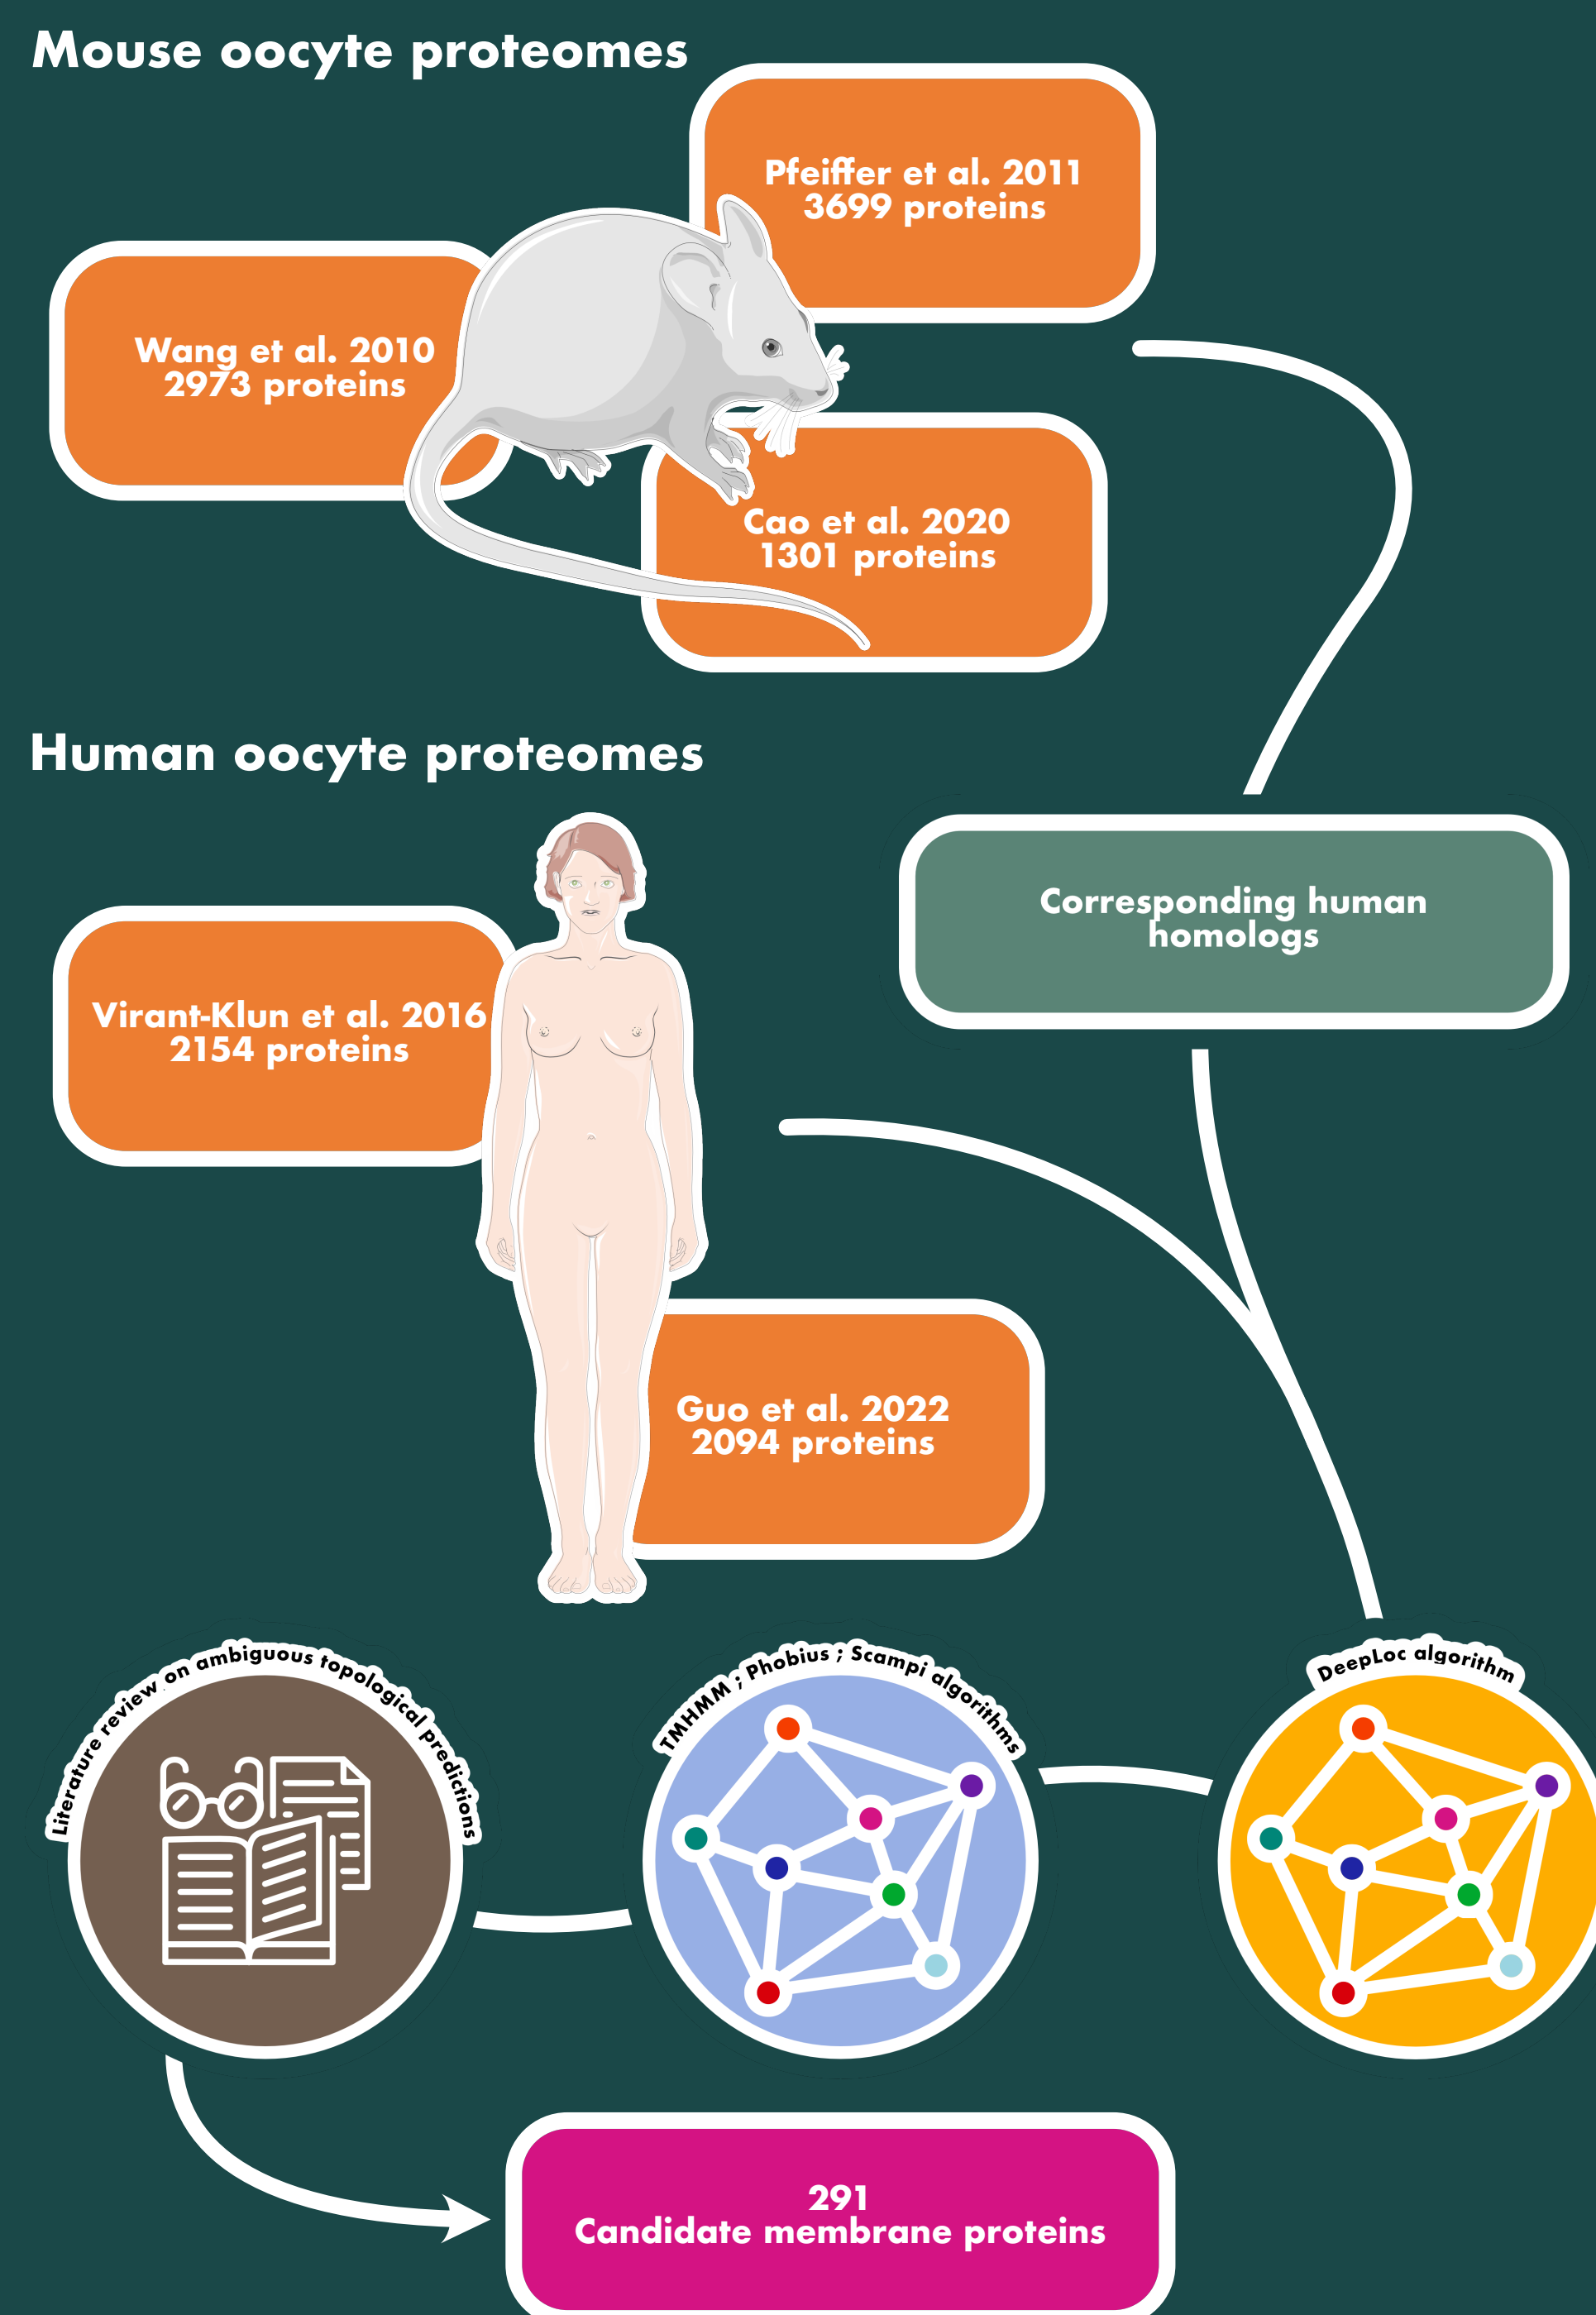 Mouse oocyte proteomes
Pfeiffer et al. 2011
3699 proteins
Wang et al. 2010
2973 proteins
Cao et al. 2020
1301 proteins
Human oocyte proteomes
Corresponding human
homologs
Virant-Klun et al. 2016
2154 proteins
Guo et al. 2022
2094 proteins
Literature review on ambiguous topological predictions
TMHMM ; Phobius ; Scampi algorithms
DeepLoc algorithm
291
Candidate membrane proteins